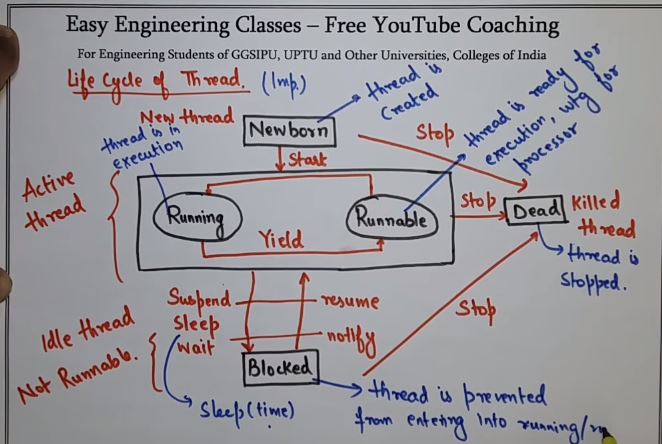 Easy Engineering Classes – Free YouTube Coaching
For Engineering Students of GGSIPU, UPTU and Other Universities, Colleges of India
Life Cycle of Thread. (Imp.)
thread is
Created
New thread
Newborn
Start
Stop
thread is ready for
execution, wtg for
processor
thread is in
execution
Active
thread
Running
Runnable
Yield
Stop
Dead
Killed
thread
thread is
Stopped.
Suspend
resume
Sleep
wait
notify
Stop
Idle thread
Not Runnable.
Blocked
Sleep(time)
thread is prevented
from entering into running/